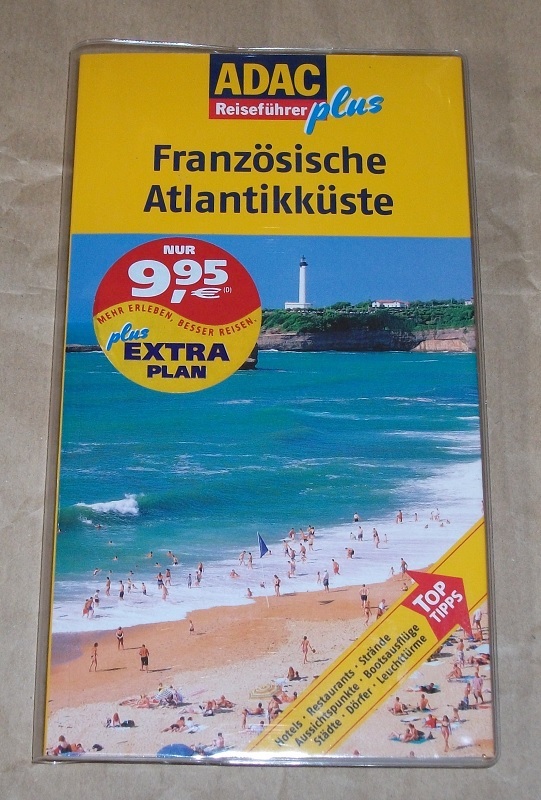 ADAC
Reiseführer plus
Französische
Atlantikküste
NUR
9,95
€ (D)
MEHR ERLEBEN, BESSER REISEN.
plus
EXTRA
PLAN
TOP
TIPPS
Hotels · Restaurants · Strände
Aussichtspunkte · Bootsausflüge
Städte · Dörfer · Leuchttürme